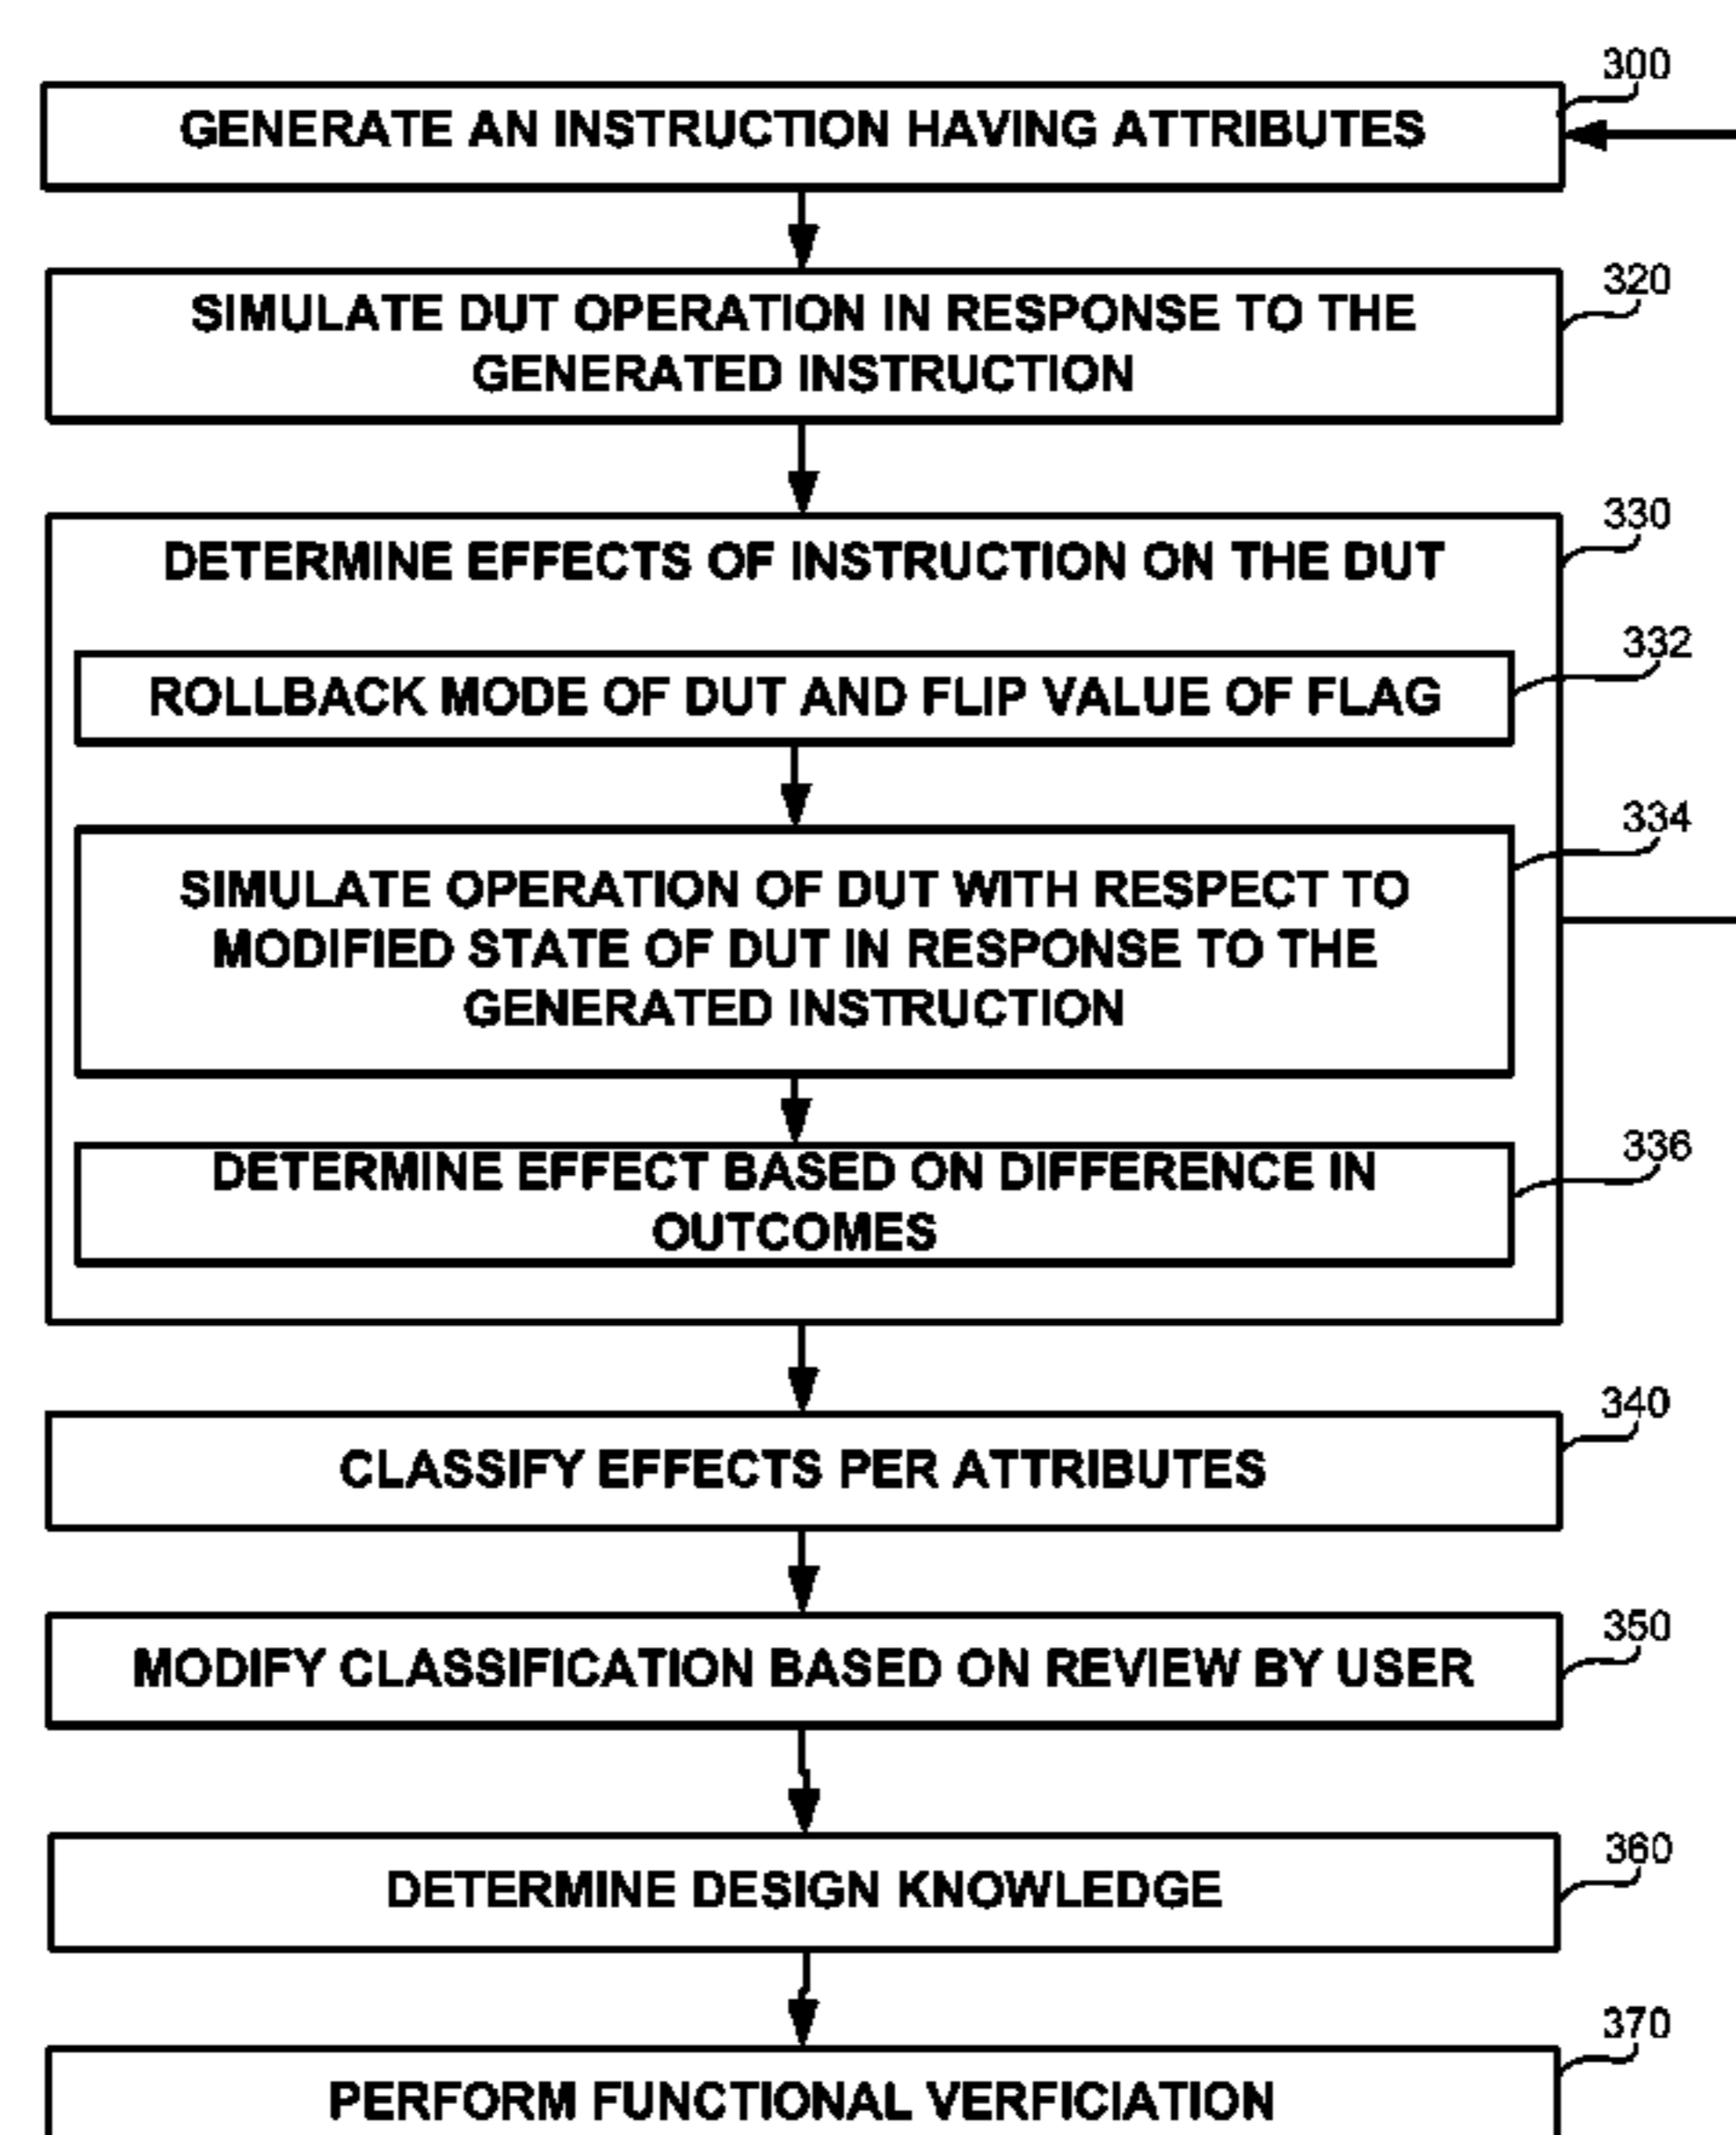 300
GENERATE AN INSTRUCTION HAVING ATTRIBUTES
320
SIMULATE DUT OPERATION IN RESPONSE TO THE
GENERATED INSTRUCTION
330
DETERMINE EFFECTS OF INSTRUCTION ON THE DUT
332
ROLLBACK MODE OF DUT AND FLIP VALUE OF FLAG
334
SIMULATE OPERATION OF DUT WITH RESPECT TO
MODIFIED STATE OF DUT IN RESPONSE TO THE
GENERATED INSTRUCTION
336
DETERMINE EFFECT BASED ON DIFFERENCE IN
OUTCOMES
340
CLASSIFY EFFECTS PER ATTRIBUTES
350
MODIFY CLASSIFICATION BASED ON REVIEW BY USER
360
DETERMINE DESIGN KNOWLEDGE
370
PERFORM FUNCTIONAL VERFICIATION